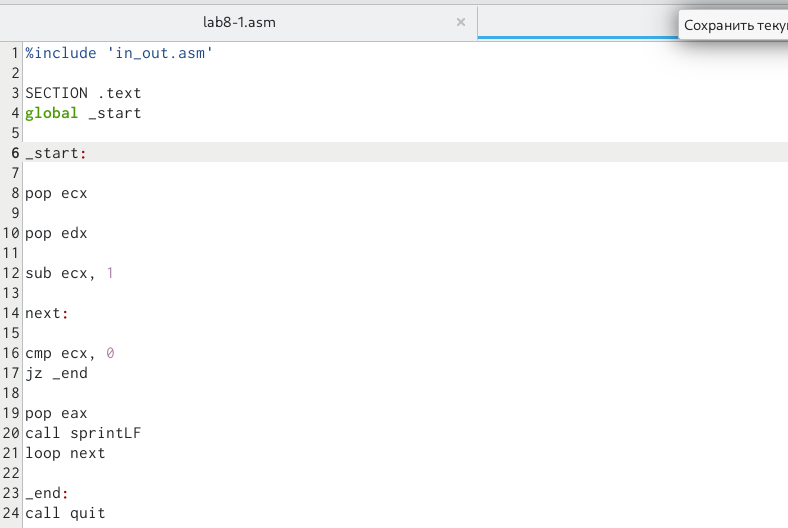 lab8-1.asm ×
Сохранить теку
1 %include 'in_out.asm'
2
3 SECTION .text
4 global _start
5
6 _start:
7
8 pop ecx
9
10 pop edx
11
12 sub ecx, 1
13
14 next:
15
16 cmp ecx, 0
17 jz _end
18
19 pop eax
20 call sprintLF
21 loop next
22
23 _end:
24 call quit